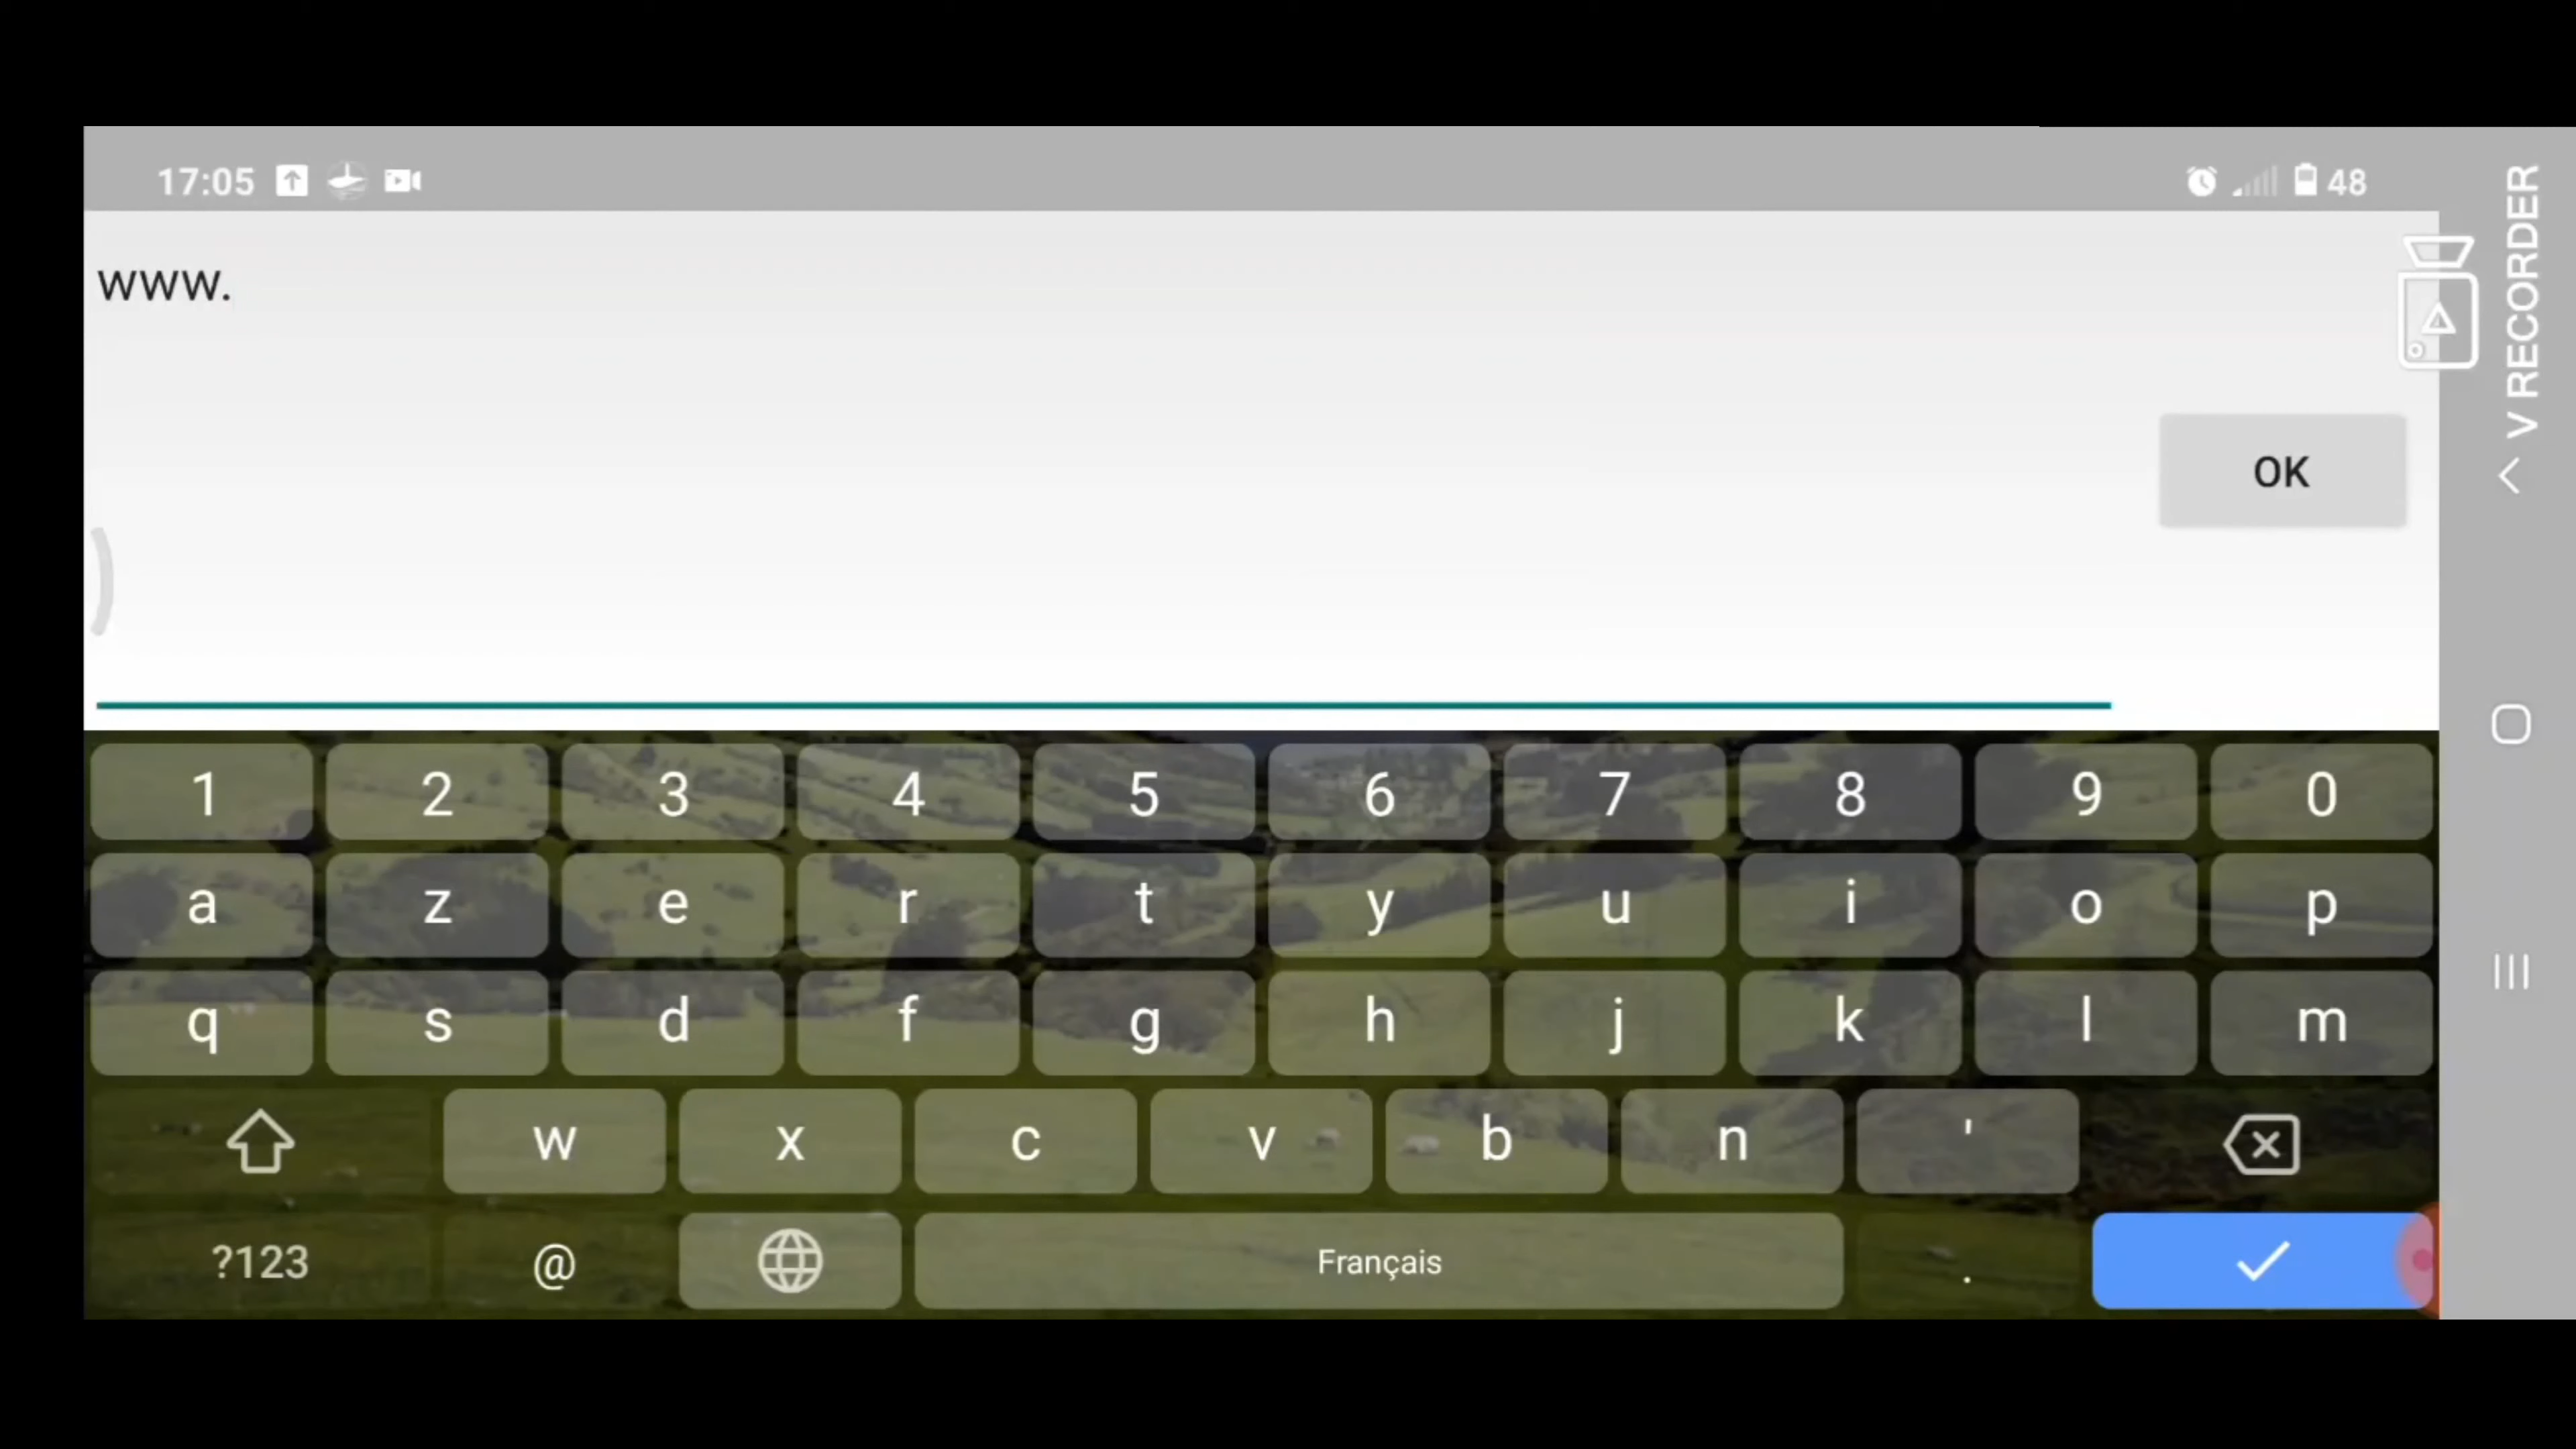 17:05
48
V RECORDER
www.
OK
1 2 3 4 5 6 7 8 9 0
a z e r t y u i o p
q s d f g h j k l m
w x c v b n '
?123 @ Français .